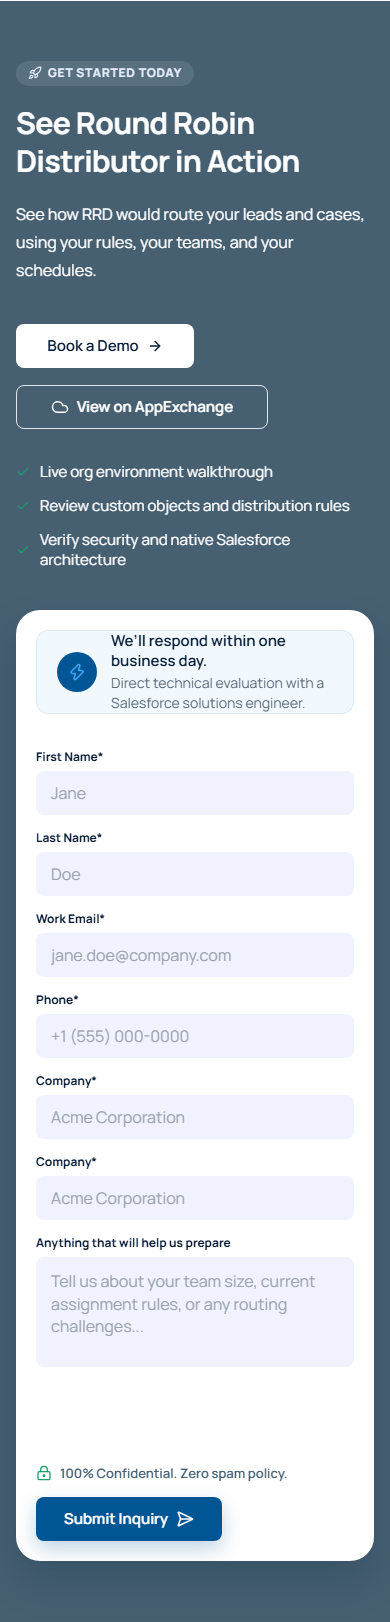 GET STARTED TODAY
See Round Robin
Distributor in Action
See how RRD would route your leads and cases,
using your rules, your teams, and your
schedules.
Book a Demo
View on AppExchange
Live org environment walkthrough
Review custom objects and distribution rules
Verify security and native Salesforce
architecture
We'll respond within one
business day.
Direct technical evaluation with a
Salesforce solutions engineer.
First Name*
Jane
Last Name*
Doe
Work Email*
jane.doe@company.com
Phone*
+1 (555) 000-0000
Company*
Acme Corporation
Company*
Acme Corporation
Anything that will help us prepare
Tell us about your team size, current
assignment rules, or any routing
challenges...
100% Confidential. Zero spam policy.
Submit Inquiry